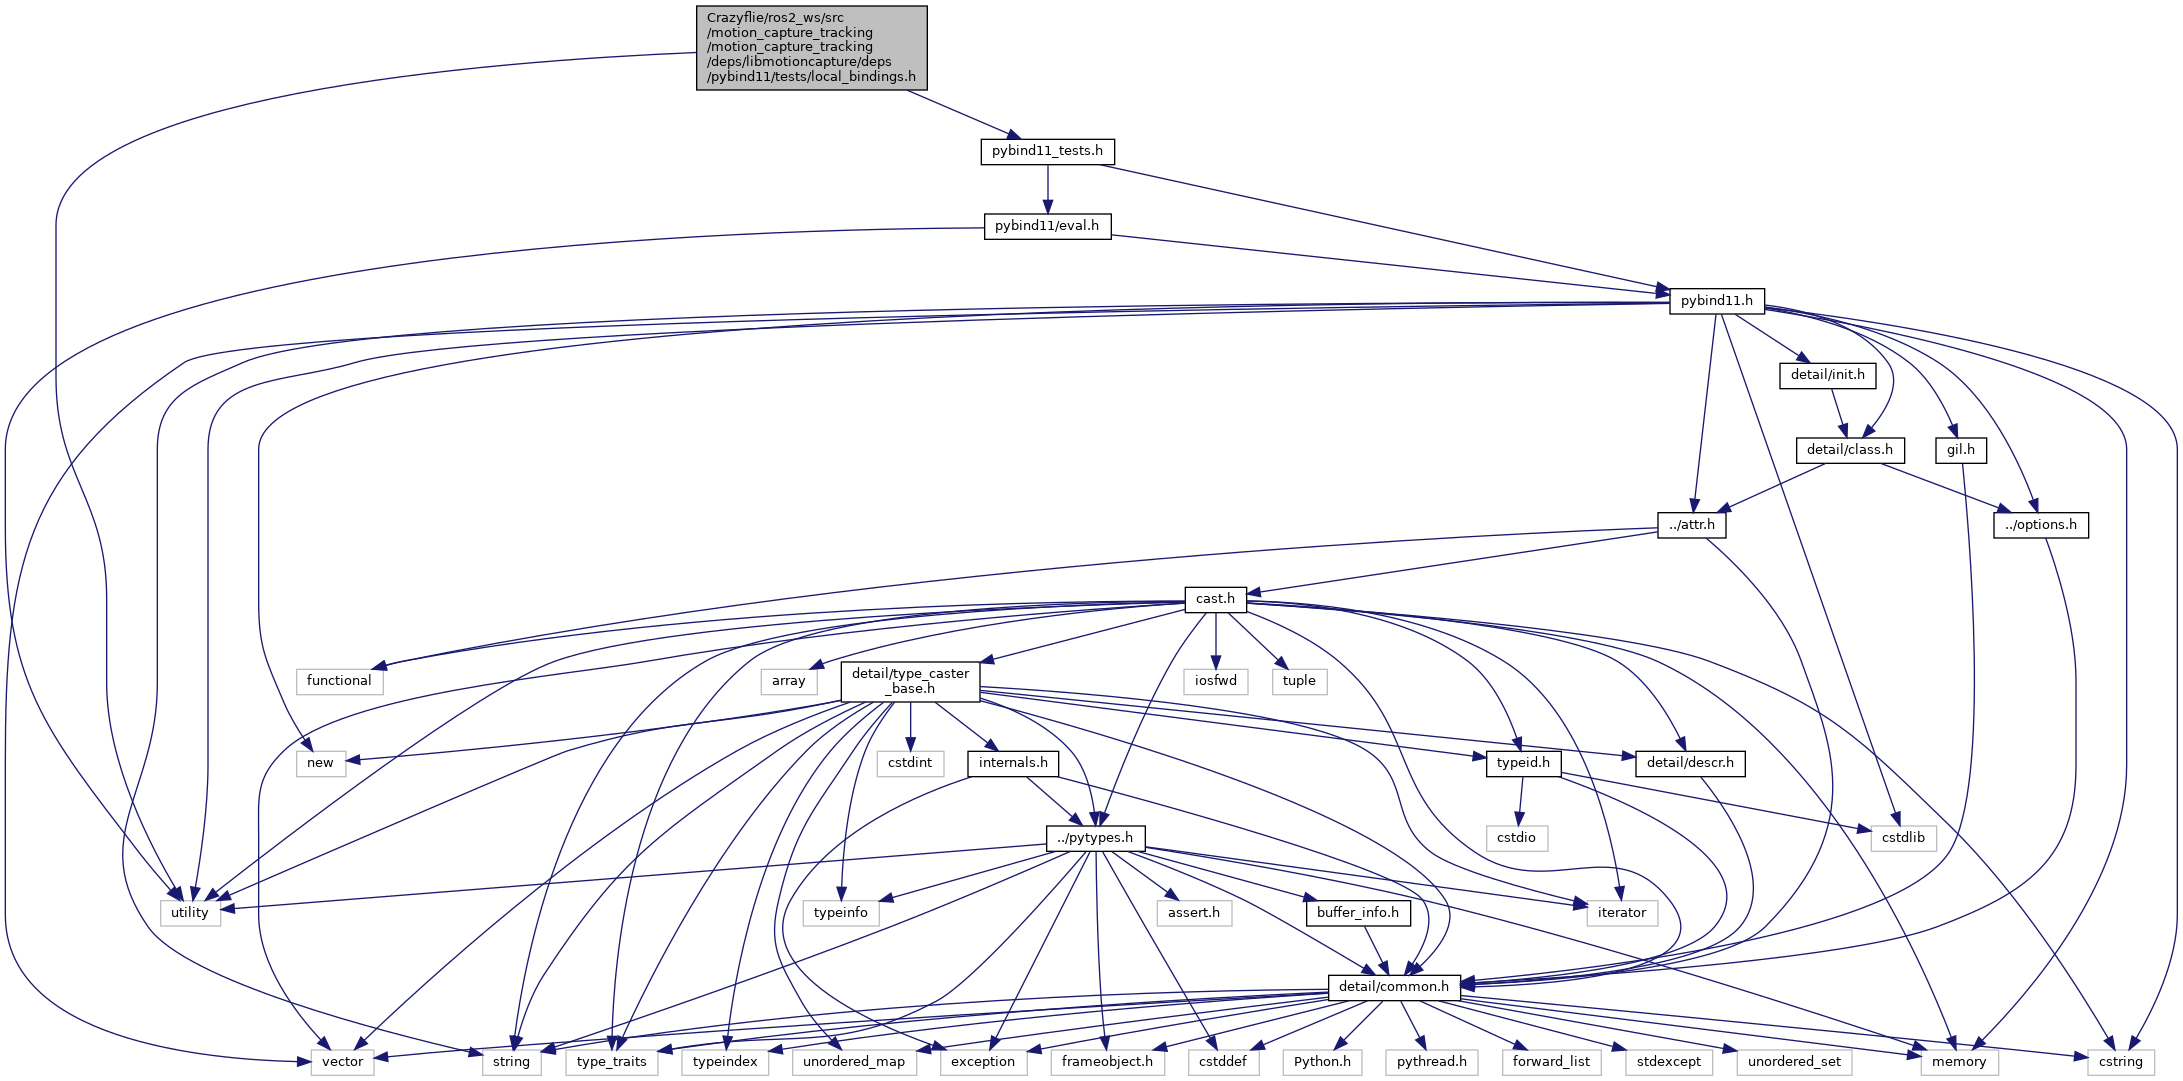 Crazyflie/ros2_ws/src
/motion_capture_tracking
/motion_capture_tracking
/deps/libmotioncapture/deps
/pybind11/tests/local_bindings.h
pybind11_tests.h
pybind11/eval.h
pybind11.h
detail/init.h
detail/class.h
gil.h
../attr.h
../options.h
cast.h
functional
array
detail/type_caster
_base.h
iosfwd
tuple
new
cstdint
internals.h
typeid.h
detail/descr.h
../pytypes.h
cstdio
cstdlib
utility
typeinfo
assert.h
buffer_info.h
iterator
detail/common.h
vector
string
type_traits
typeindex
unordered_map
exception
frameobject.h
cstddef
Python.h
pythread.h
forward_list
stdexcept
unordered_set
memory
cstring